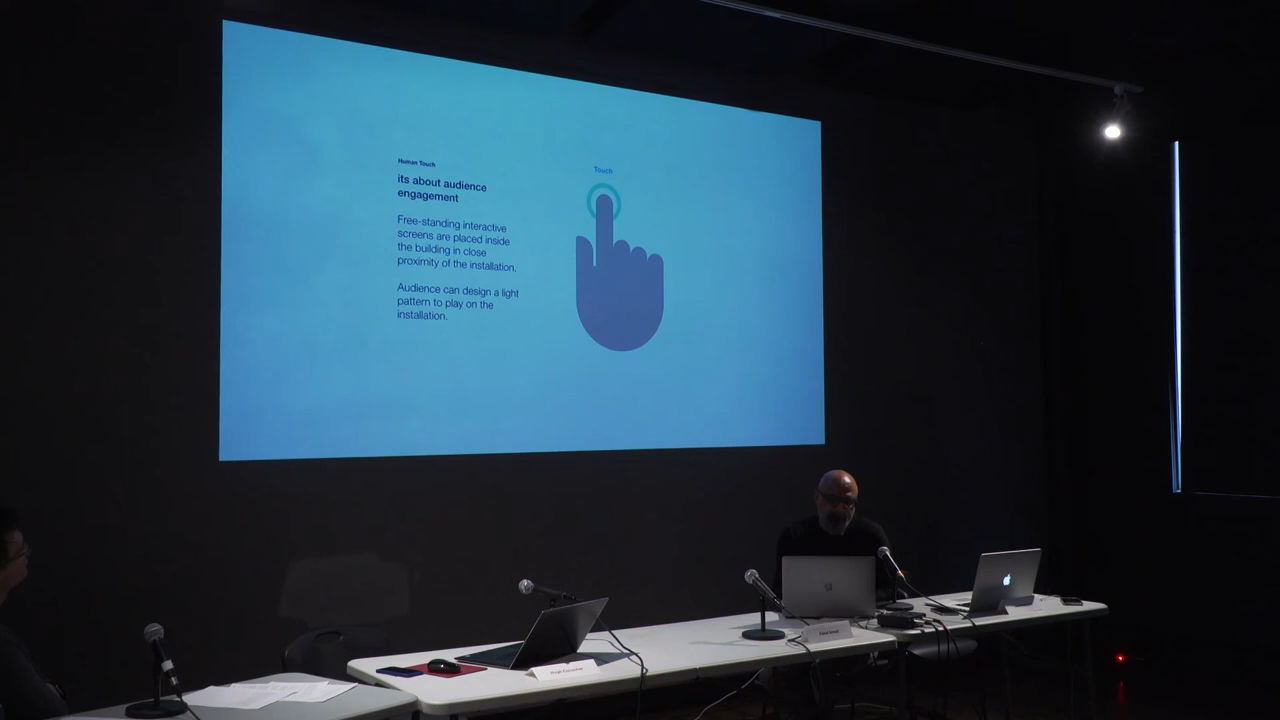 Human Touch
its about audience
engagement
Free-standing interactive
screens are placed inside
the building in close
proximity of the installation.
Audience can design a light
pattern to play on the
installation.
Touch